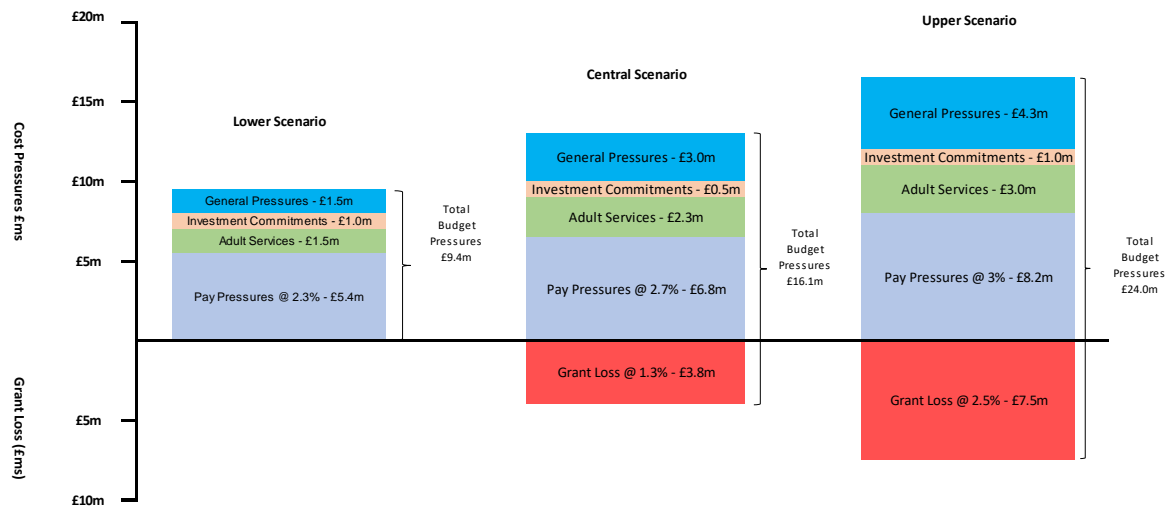 £20m
£15m
£10m
£5m
£5m
£10m
Cost Pressures £ms
Grant Loss (£ms)
Lower Scenario
General Pressures - £1.5m
Investment Commitments - £1.0m
Adult Services - £1.5m
Pay Pressures @ 2.3% - £5.4m
Total
Budget
Pressures
£9.4m
Central Scenario
General Pressures - £3.0m
Investment Commitments - £0.5m
Adult Services - £2.3m
Pay Pressures @ 2.7% - £6.8m
Grant Loss @ 1.3% - £3.8m
Total
Budget
Pressures
£16.1m
Upper Scenario
General Pressures - £4.3m
Investment Commitments - £1.0m
Adult Services - £3.0m
Pay Pressures @ 3% - £8.2m
Grant Loss @ 2.5% - £7.5m
Total
Budget
Pressures
£24.0m